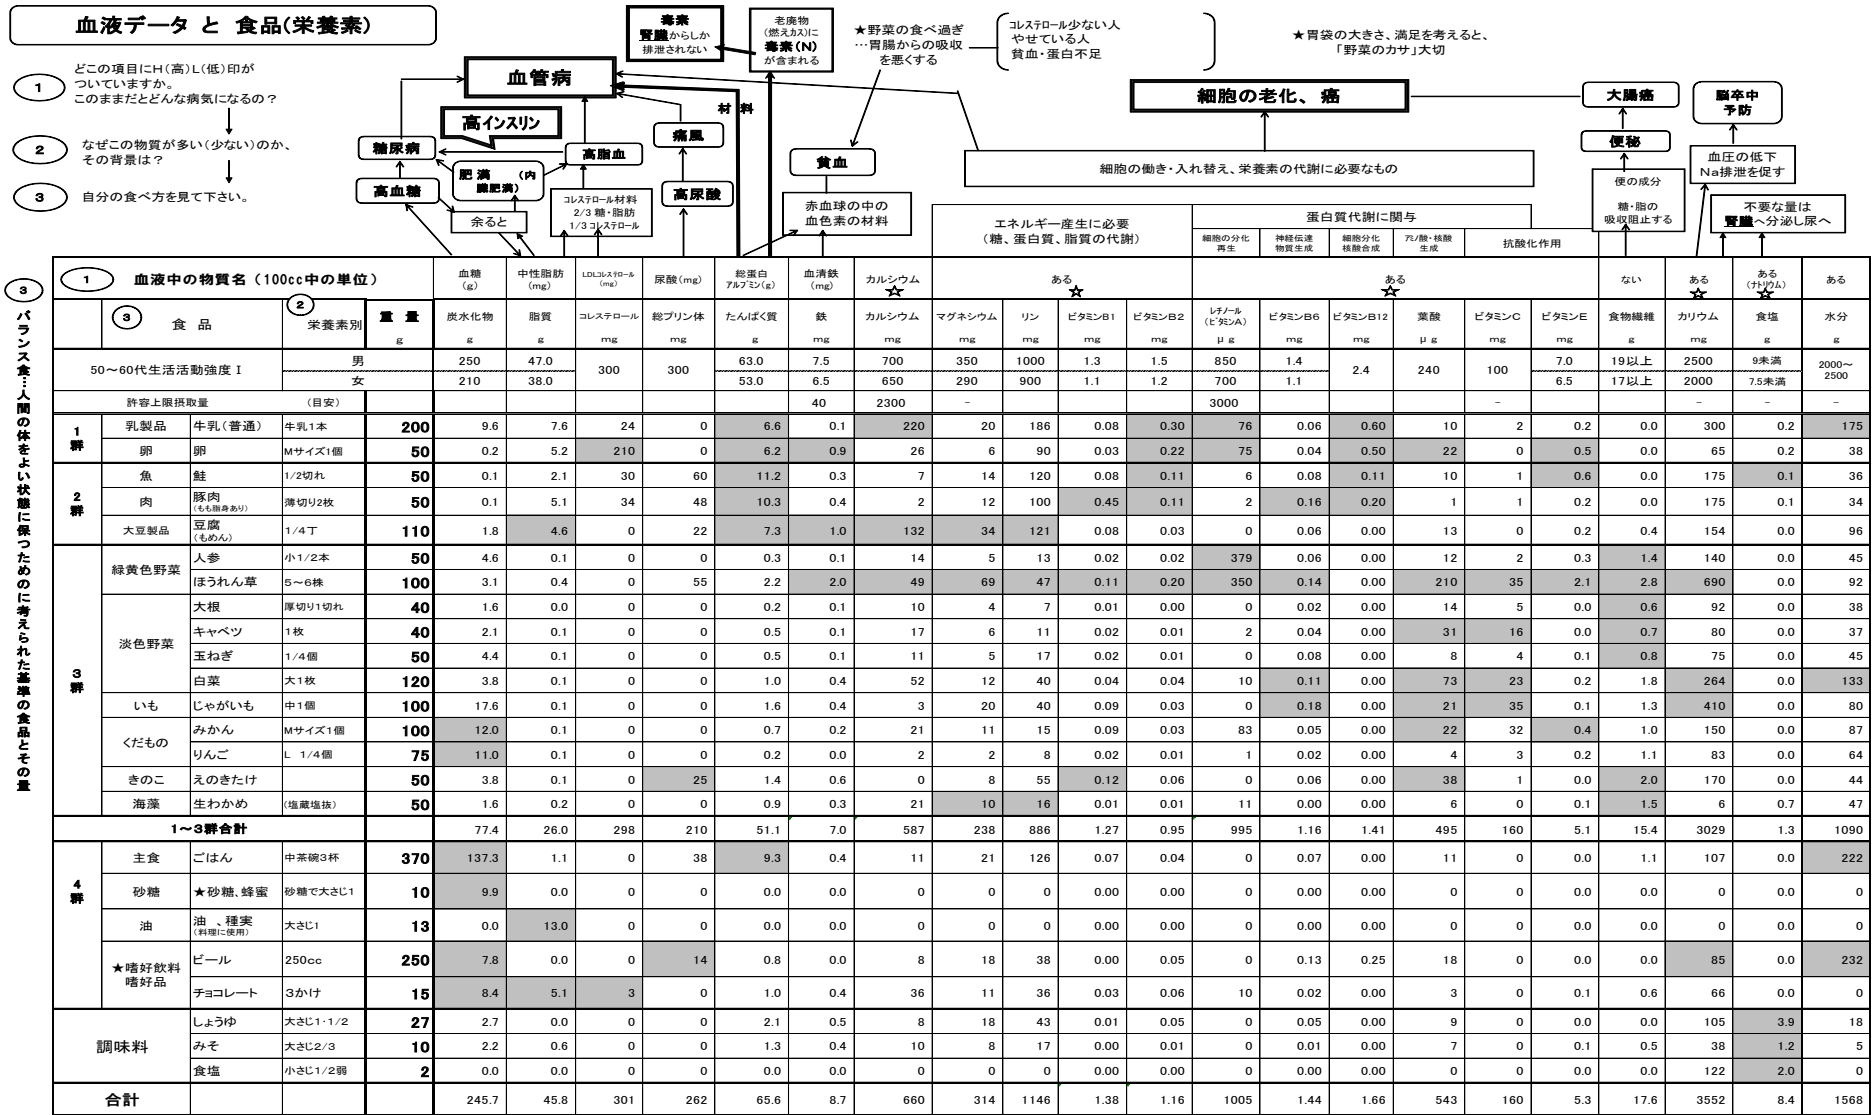 血液データ と 食品(栄養素)
1
どこの項目にH(高)L(低)印が
ついていますか。
このままだとどんな病気になるの？
2
なぜこの物質が多い(少ない)のか、
その背景は？
3
自分の食べ方を見て下さい。
毒素
腎臓からしか
排泄されない
老廃物
(燃えカス)に
毒素(N)
が含まれる
★野菜の食べ過ぎ
…胃腸からの吸収
を悪くする
コレステロール少ない人
やせている人
貧血・蛋白不足
★胃袋の大きさ、満足を考えると、
「野菜のカサ」大切
血管病
材料
高インスリン
糖尿病
高脂血
痛風
肥満 (内臓肥満)
高血糖
余ると
コレステロール材料
2/3 糖・脂肪
1/3 コレステロール
高尿酸
貧血
赤血球の中の
血色素の材料
細胞の老化、癌
細胞の働き・入れ替え、栄養素の代謝に必要なもの
大腸癌
便秘
便の成分
糖・脂の
吸収阻止する
脳卒中
予防
血圧の低下
Na排泄を促す
不要な量は
腎臓へ分泌し尿へ
エネルギー産生に必要
(糖、蛋白質、脂質の代謝)
蛋白質代謝に関与
細胞の分化 再生 神経伝達 物質生成 細胞分化 核酸合成 アミノ酸・核酸 生成 抗酸化作用
3 バランス食…人間の体をよい状態に保つためのに考えられた基準の食品とその量
1 血液中の物質名（100cc中の単位） 血糖(g) 中性脂肪(mg) LDLコレステロール(mg) 尿酸(mg) 総蛋白 アルブミン(g) 血清鉄(mg) カルシウム☆ ある☆ ある☆ ない ある☆ ある(ナトリウム)☆ ある
3 食 品 2 栄養素別 重 量 炭水化物 脂質 コレステロール 総プリン体 たんぱく質 鉄 カルシウム マグネシウム リン ビタミンB1 ビタミンB2 レチノール(ビタミンA) ビタミンB6 ビタミンB12 葉酸 ビタミンC ビタミンE 食物繊維 カリウム 食塩 水分
g g g mg mg g mg mg mg mg mg mg μg mg mg μg mg mg g mg g g
50～60代生活活動強度Ⅰ 男 250 47.0 300 300 63.0 7.5 700 350 1000 1.3 1.5 850 1.4 2.4 240 100 7.0 19以上 2500 9未満 2000～2500
女 210 38.0 53.0 6.5 650 290 900 1.1 1.2 700 1.1 6.5 17以上 2000 7.5未満
許容上限摂取量 (目安) 40 2300 - 3000 - - - -
1群 乳製品 牛乳(普通) 牛乳1本 200 9.6 7.6 24 0 6.6 0.1 220 20 186 0.08 0.30 76 0.06 0.60 10 2 0.2 0.0 300 0.2 175
卵 卵 Mサイズ1個 50 0.2 5.2 210 0 6.2 0.9 26 6 90 0.03 0.22 75 0.04 0.50 22 0 0.5 0.0 65 0.2 38
2群 魚 鮭 1/2切れ 50 0.1 2.1 30 60 11.2 0.3 7 14 120 0.08 0.11 6 0.08 0.11 10 1 0.6 0.0 175 0.1 36
肉 豚肉(もも脂身あり) 薄切り2枚 50 0.1 5.1 34 48 10.3 0.4 2 12 100 0.45 0.11 2 0.16 0.20 1 1 0.2 0.0 175 0.1 34
大豆製品 豆腐(もめん) 1/4丁 110 1.8 4.6 0 22 7.3 1.0 132 34 121 0.08 0.03 0 0.06 0.00 13 0 0.2 0.4 154 0.0 96
3群 緑黄色野菜 人参 小1/2本 50 4.6 0.1 0 0 0.3 0.1 14 5 13 0.02 0.02 379 0.06 0.00 12 2 0.3 1.4 140 0.0 45
ほうれん草 5～6株 100 3.1 0.4 0 55 2.2 2.0 49 69 47 0.11 0.20 350 0.14 0.00 210 35 2.1 2.8 690 0.0 92
淡色野菜 大根 厚切り1切れ 40 1.6 0.0 0 0 0.2 0.1 10 4 7 0.01 0.00 0 0.02 0.00 14 5 0.0 0.6 92 0.0 38
キャベツ 1枚 40 2.1 0.1 0 0 0.5 0.1 17 6 11 0.02 0.01 2 0.04 0.00 31 16 0.0 0.7 80 0.0 37
玉ねぎ 1/4個 50 4.4 0.1 0 0 0.5 0.1 11 5 17 0.02 0.01 0 0.08 0.00 8 4 0.1 0.8 75 0.0 45
白菜 大1枚 120 3.8 0.1 0 0 1.0 0.4 52 12 40 0.04 0.04 10 0.11 0.00 73 23 0.2 1.8 264 0.0 133
いも じゃがいも 中1個 100 17.6 0.1 0 0 1.6 0.4 3 20 40 0.09 0.03 0 0.18 0.00 21 35 0.1 1.3 410 0.0 80
くだもの みかん Mサイズ1個 100 12.0 0.1 0 0 0.7 0.2 21 11 15 0.09 0.03 83 0.05 0.00 22 32 0.4 1.0 150 0.0 87
りんご L 1/4個 75 11.0 0.1 0 0 0.2 0.0 2 2 8 0.02 0.01 1 0.02 0.00 4 3 0.2 1.1 83 0.0 64
きのこ えのきたけ 50 3.8 0.1 0 25 1.4 0.6 0 8 55 0.12 0.06 0 0.06 0.00 38 1 0.0 2.0 170 0.0 44
海藻 生わかめ (塩蔵塩抜) 50 1.6 0.2 0 0 0.9 0.3 21 10 16 0.01 0.01 11 0.00 0.00 6 0 0.1 1.5 6 0.7 47
1～3群合計 77.4 26.0 298 210 51.1 7.0 587 238 886 1.27 0.95 995 1.16 1.41 495 160 5.1 15.4 3029 1.3 1090
4群 主食 ごはん 中茶碗3杯 370 137.3 1.1 0 38 9.3 0.4 11 21 126 0.07 0.04 0 0.07 0.00 11 0 0.0 1.1 107 0.0 222
砂糖 ★砂糖、蜂蜜 砂糖で大さじ1 10 9.9 0.0 0 0 0.0 0.0 0 0 0 0.00 0.00 0 0.00 0.00 0 0 0.0 0.0 0 0.0 0
油 油 、種実(料理に使用) 大さじ1 13 0.0 13.0 0 0 0.0 0.0 0 0 0 0.00 0.00 0 0.00 0.00 0 0 0.0 0.0 0 0.0 0
★嗜好飲料 嗜好品 ビール 250cc 250 7.8 0.0 0 14 0.8 0.0 8 18 38 0.00 0.05 0 0.13 0.25 18 0 0.0 0.0 85 0.0 232
チョコレート 3かけ 15 8.4 5.1 3 0 1.0 0.4 36 11 36 0.03 0.06 10 0.02 0.00 3 0 0.1 0.6 66 0.0 0
調味料 しょうゆ 大さじ1・1/2 27 2.7 0.0 0 0 2.1 0.5 8 18 43 0.01 0.05 0 0.05 0.00 9 0 0.0 0.0 105 3.9 18
みそ 大さじ2/3 10 2.2 0.6 0 0 1.3 0.4 10 8 17 0.00 0.01 0 0.01 0.00 7 0 0.1 0.5 38 1.2 5
食塩 小さじ1/2弱 2 0.0 0.0 0 0 0.0 0.0 0 0 0 0.00 0.00 0 0.00 0.00 0 0 0.0 0.0 122 2.0 0
合計 245.7 45.8 301 262 65.6 8.7 660 314 1146 1.38 1.16 1005 1.44 1.66 543 160 5.3 17.6 3552 8.4 1568